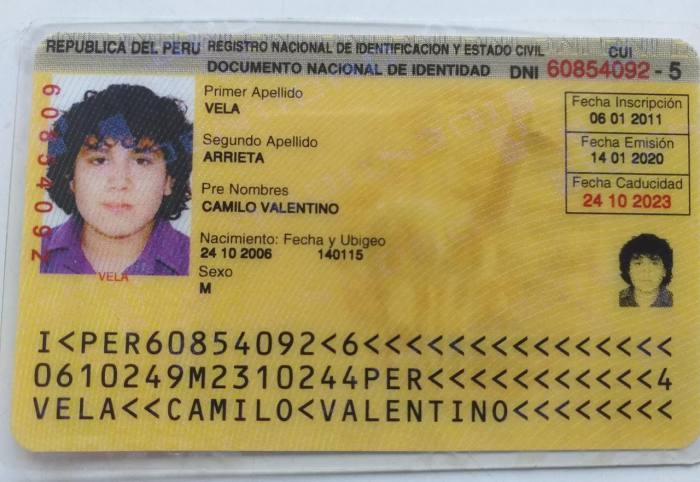 REPUBLICA DEL PERU REGISTRO NACIONAL DE IDENTIFICACION Y ESTADO CIVIL CUI
DOCUMENTO NACIONAL DE IDENTIDAD DNI 60854092 - 5
60854092
Primer Apellido
VELA
Segundo Apellido
ARRIETA
Pre Nombres
CAMILO VALENTINO
Nacimiento: Fecha y Ubigeo
24 10 2006 140115
Sexo
M
VELA
Fecha Inscripción
06 01 2011
Fecha Emisión
14 01 2020
Fecha Caducidad
24 10 2023
I<PER60854092<6<<<<<<<<<<<<<<<
0610249M2310244PER<<<<<<<<<<<4
VELA<<CAMILO<VALENTINO<<<<<<<<